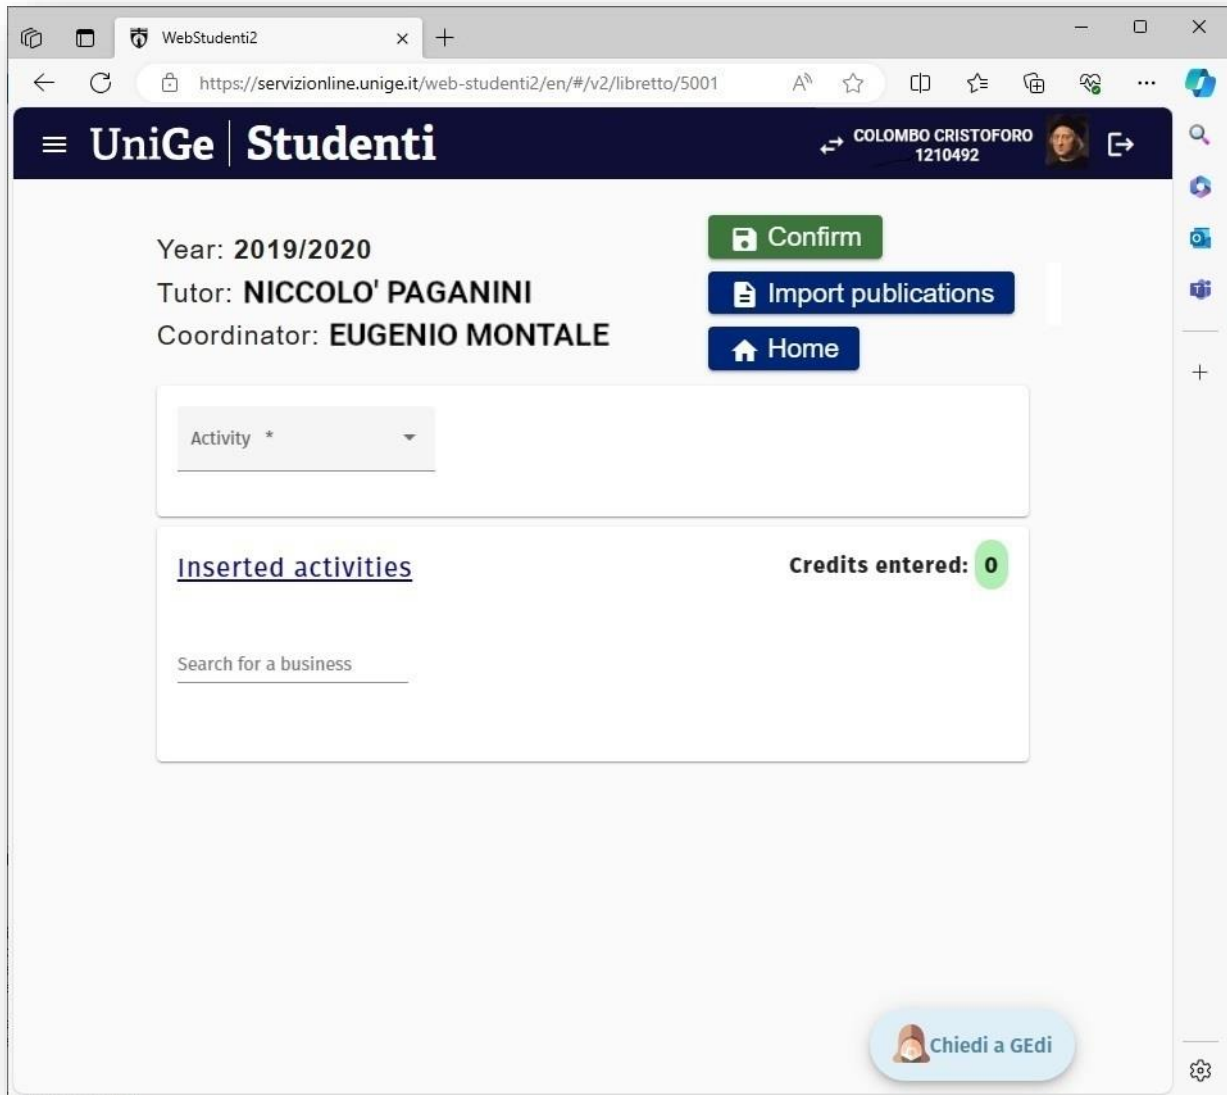 WebStudenti2
https://servizionline.unige.it/web-studenti2/en/#/v2/libretto/5001
UniGe | Studenti
COLOMBO CRISTOFORO
1210492
Year: 2019/2020
Tutor: NICCOLO' PAGANINI
Coordinator: EUGENIO MONTALE
Confirm
Import publications
Home
Activity *
Inserted activities
Credits entered: 0
Search for a business
Chiedi a GEdi